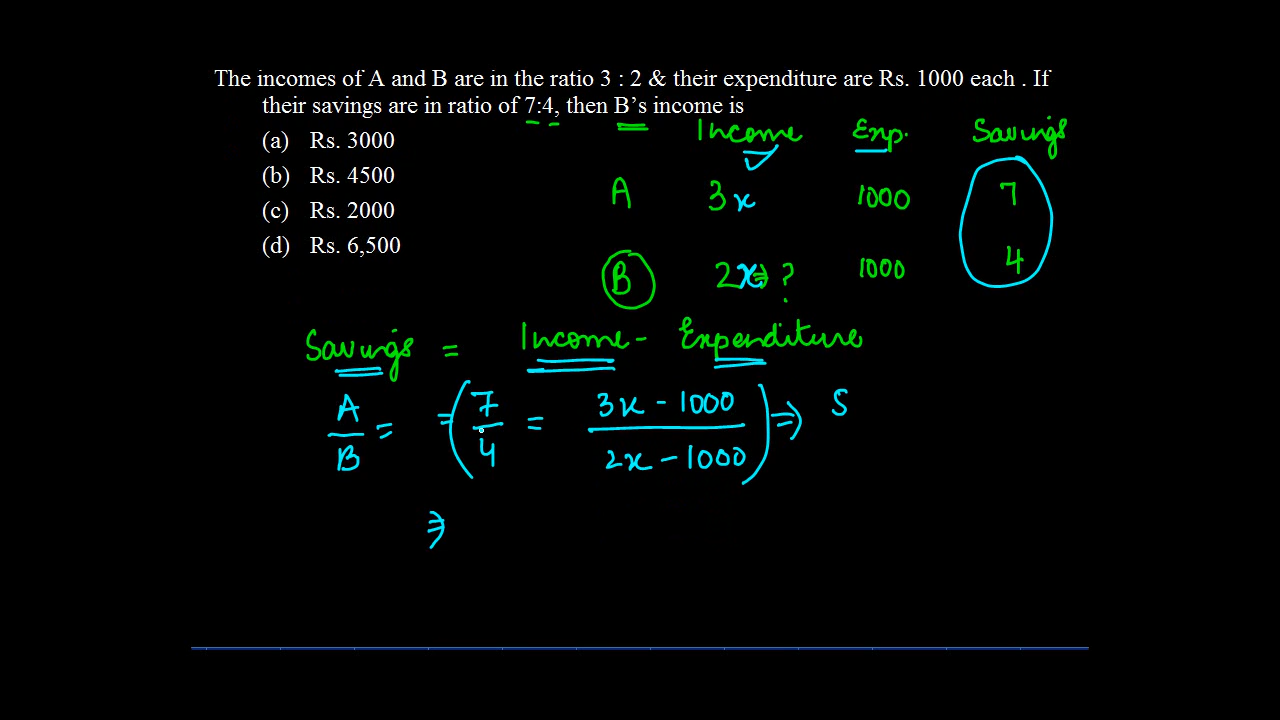 The incomes of A and B are in the ratio 3 : 2 & their expenditure are Rs. 1000 each . If
their savings are in ratio of 7:4, then B's income is
(a) Rs. 3000
(b) Rs. 4500
(c) Rs. 2000
(d) Rs. 6,500
Income Exp. Savings
A 3x 1000 7
B 2x ⇒ ? 1000 4
Savings = Income - Expenditure
A/B = = (7/4 = 3x - 1000 / 2x - 1000) ⇒ S
⇒